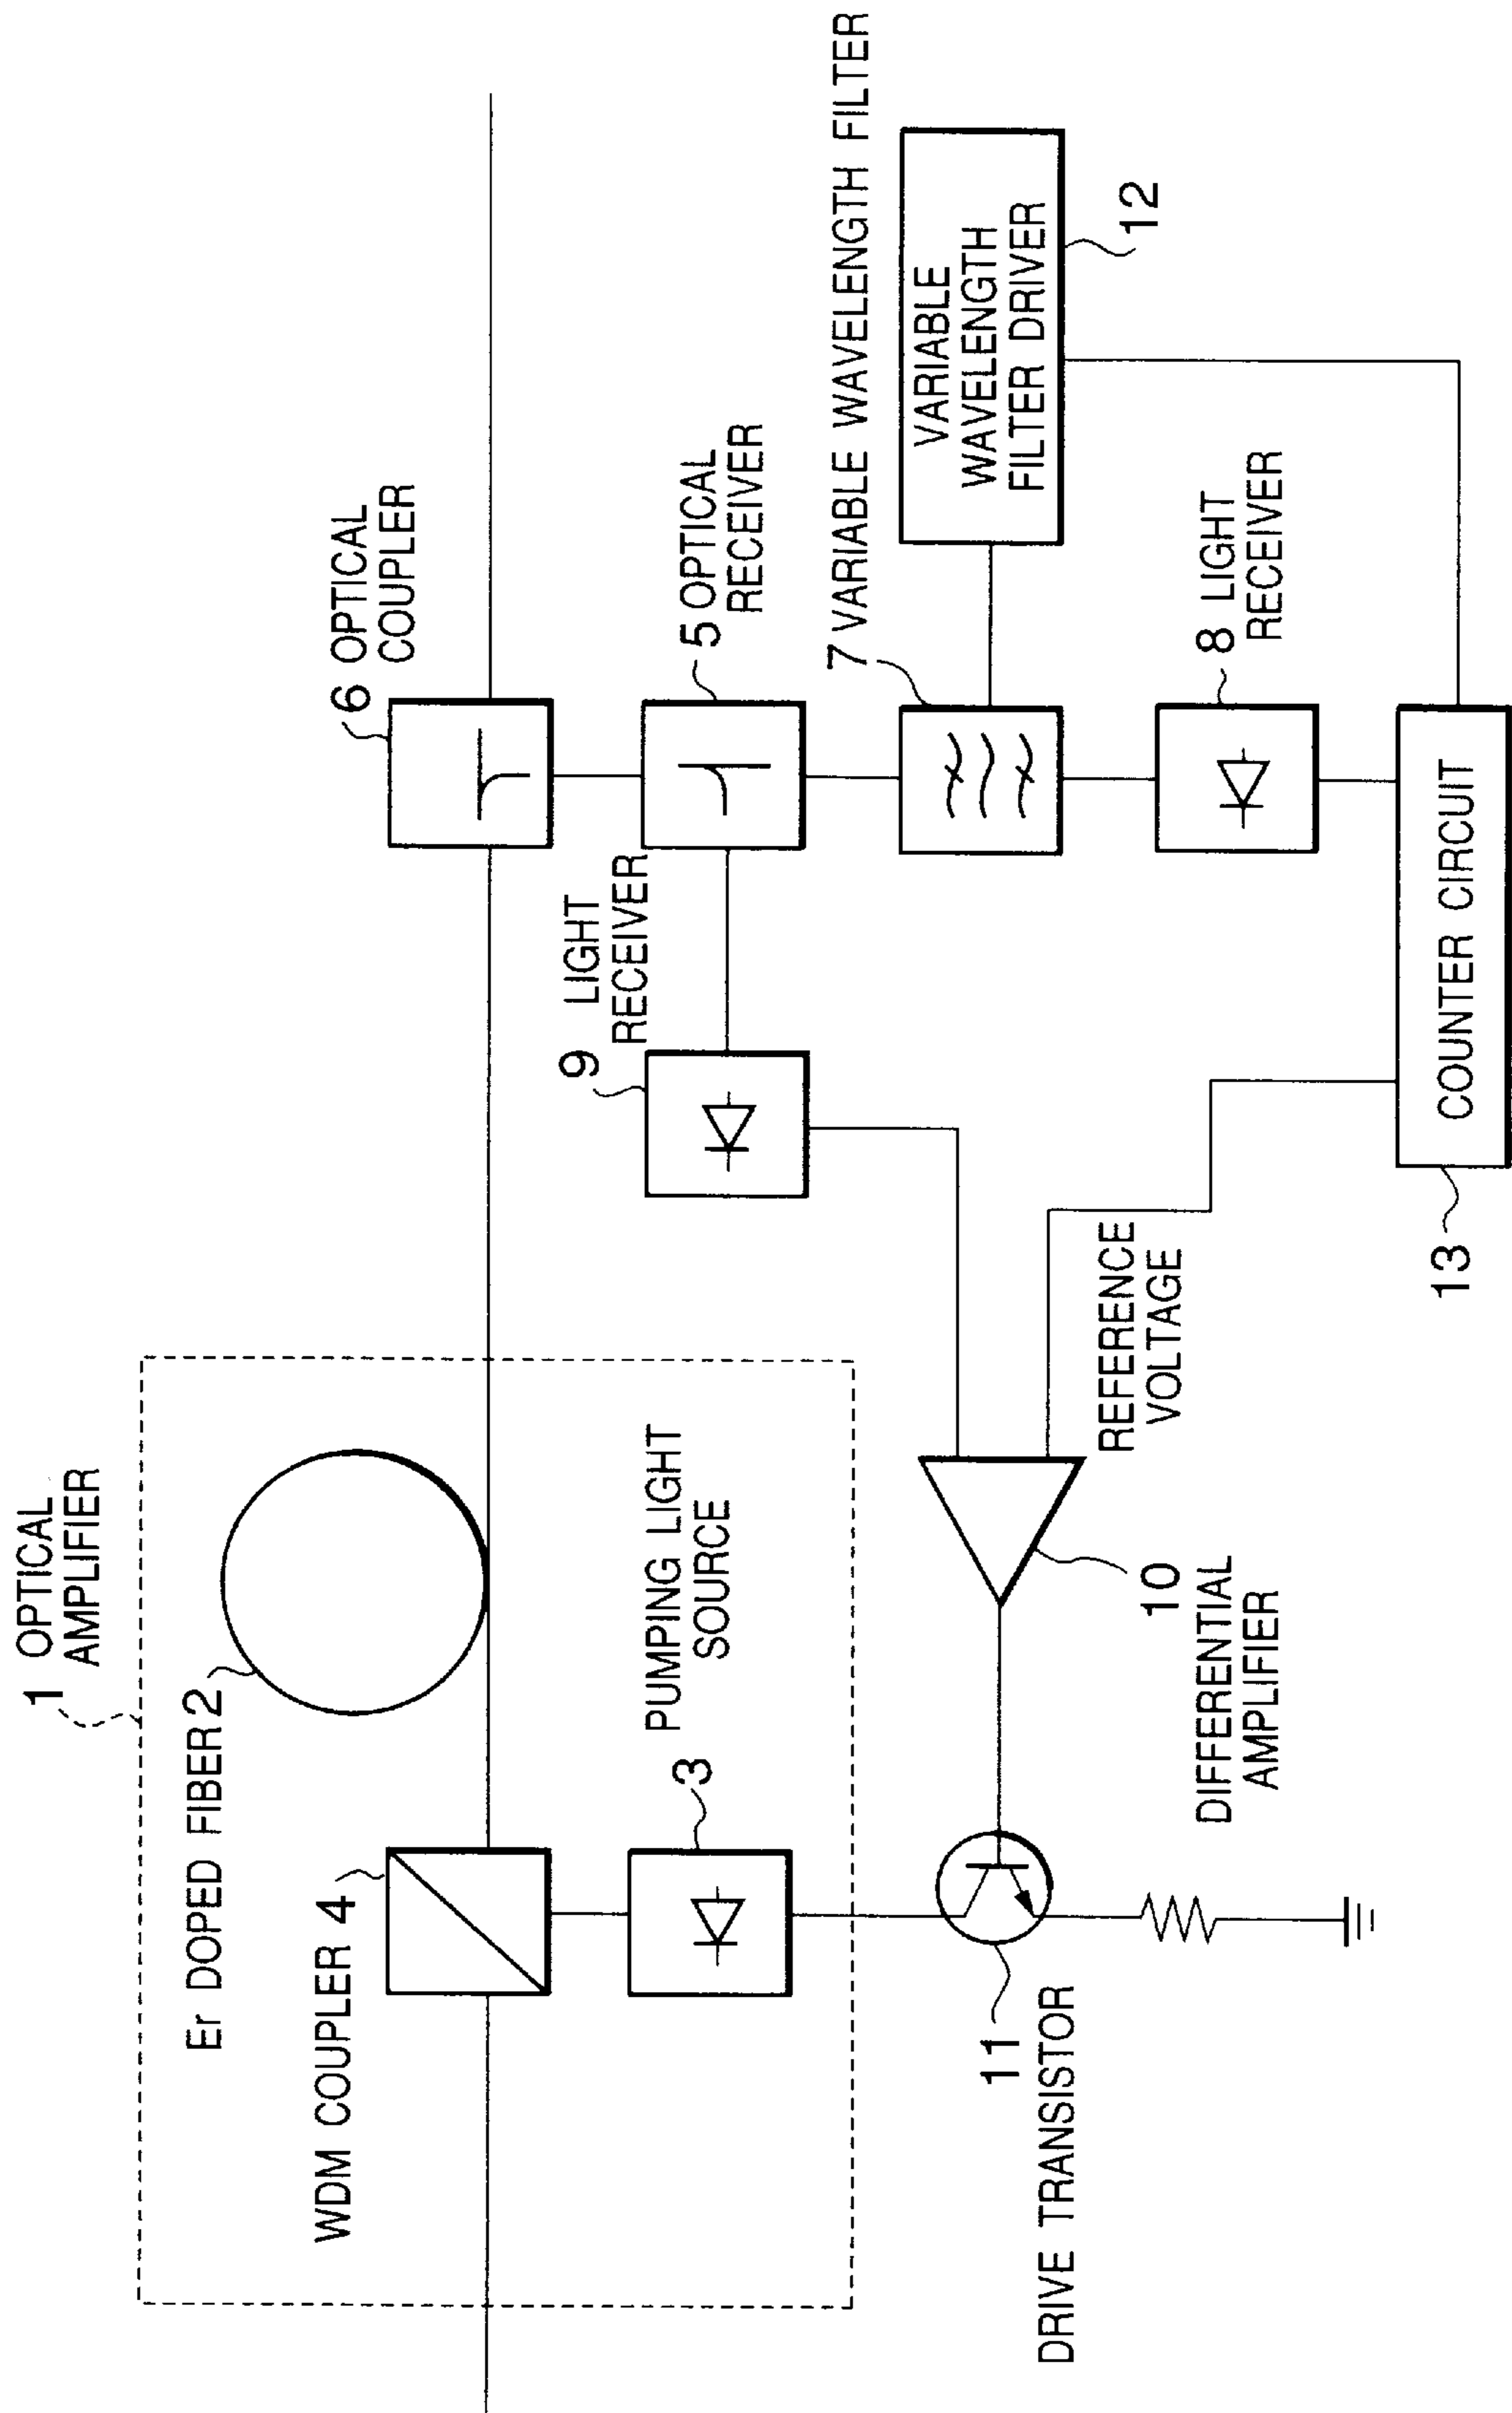 1 OPTICAL
AMPLIFIER
Er DOPED FIBER 2
WDM COUPLER 4
PUMPING LIGHT
SOURCE
3
6 OPTICAL
COUPLER
5 OPTICAL
RECEIVER
9 LIGHT
RECEIVER
7 VARIABLE WAVELENGTH FILTER
VARIABLE
WAVELENGTH
FILTER DRIVER
12
8 LIGHT
RECEIVER
COUNTER CIRCUIT
13
REFERENCE
VOLTAGE
10
DIFFERENTIAL
AMPLIFIER
11
DRIVE TRANSISTOR